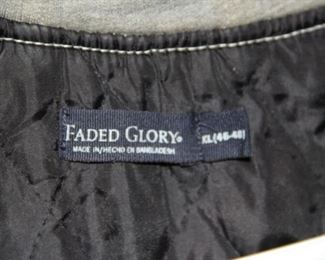 FADED GLORY®
MADE IN/HECHO EN BANGLADESH
XL (46-48)